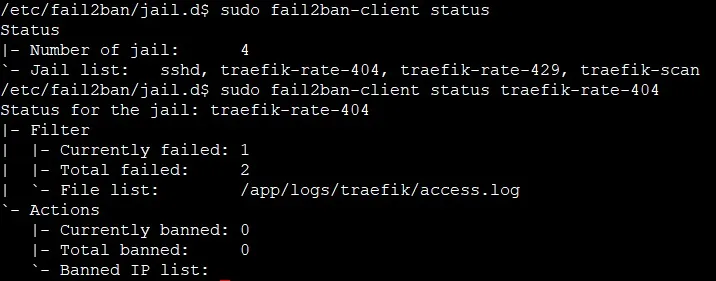 /etc/fail2ban/jail.d$ sudo fail2ban-client status
Status
|- Number of jail:      4
`- Jail list:   sshd, traefik-rate-404, traefik-rate-429, traefik-scan
/etc/fail2ban/jail.d$ sudo fail2ban-client status traefik-rate-404
Status for the jail: traefik-rate-404
|- Filter
|  |- Currently failed: 1
|  |- Total failed:     2
|  `- File list:        /app/logs/traefik/access.log
`- Actions
   |- Currently banned: 0
   |- Total banned:     0
   `- Banned IP list: